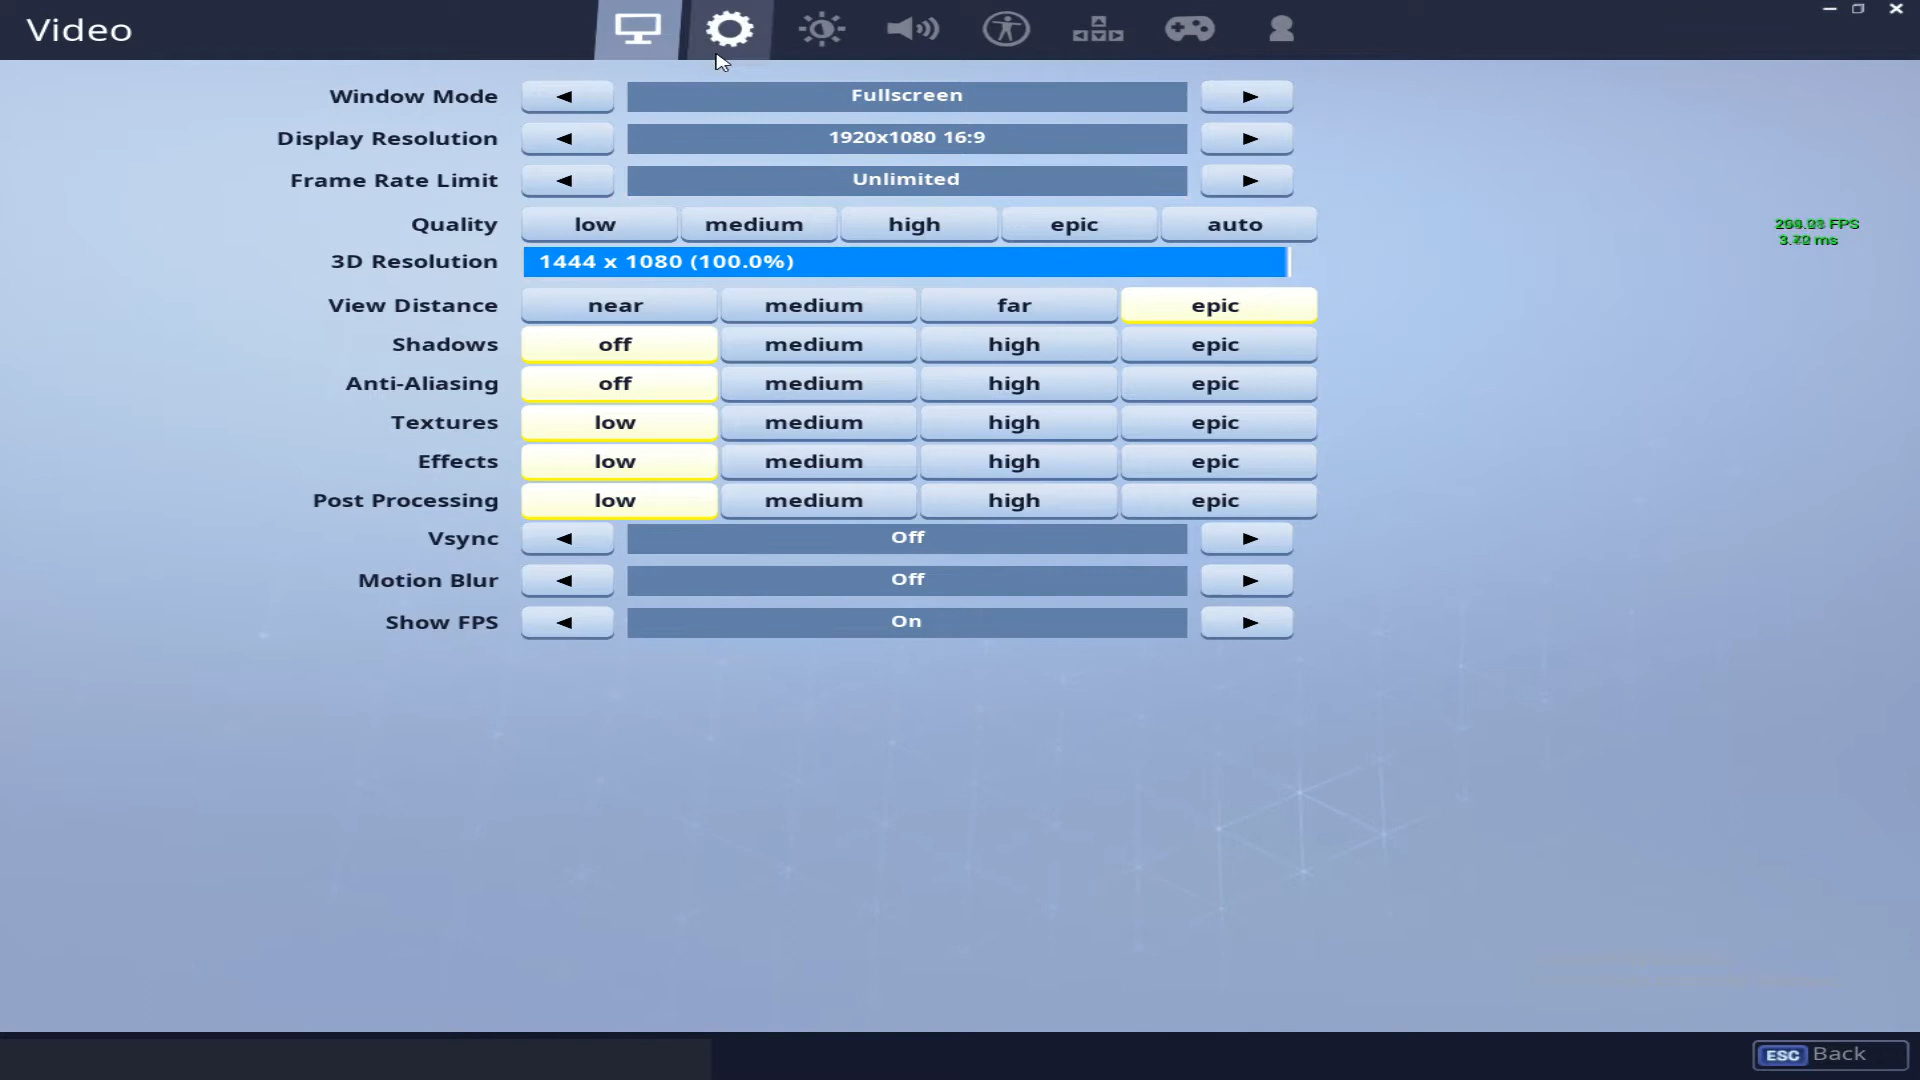 Video
Window Mode Fullscreen
Display Resolution 1920x1080 16:9
Frame Rate Limit Unlimited
Quality low medium high epic auto
3D Resolution 1444 x 1080 (100.0%)
View Distance near medium far epic
Shadows off medium high epic
Anti-Aliasing off medium high epic
Textures low medium high epic
Effects low medium high epic
Post Processing low medium high epic
Vsync Off
Motion Blur Off
Show FPS On
FPS
ms
ESC Back